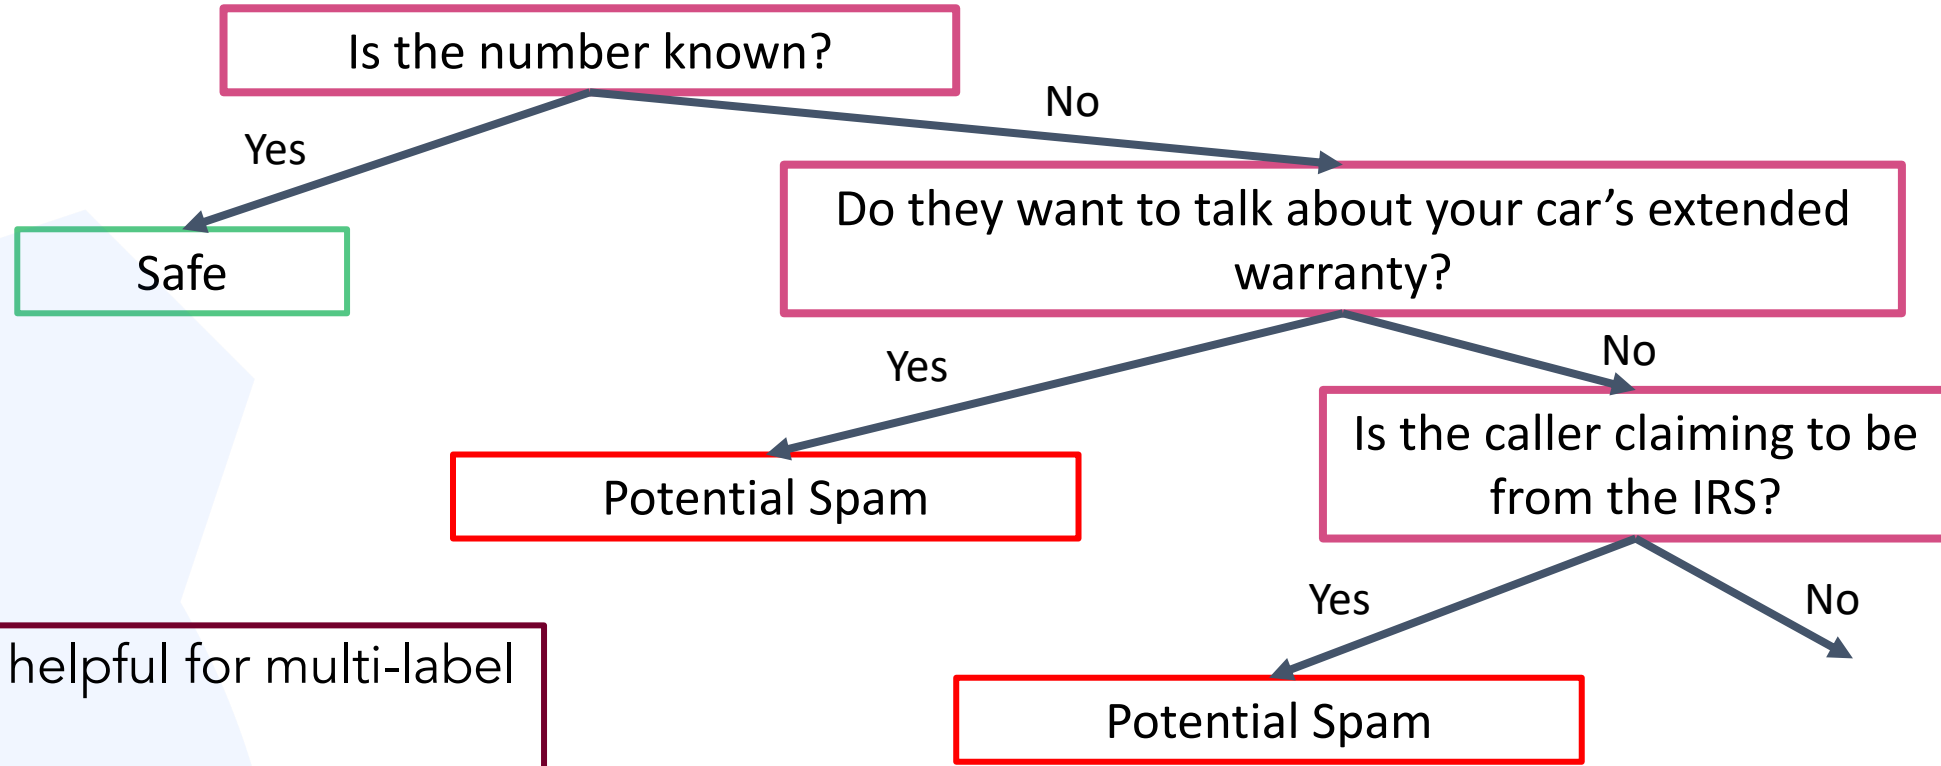 Is the number known?
No
Yes
Do they want to talk about your car’s extended
warranty?
Safe
No
Yes
Is the caller claiming to be
from the IRS?
Potential Spam
Yes
No
helpful for multi-label
Potential Spam